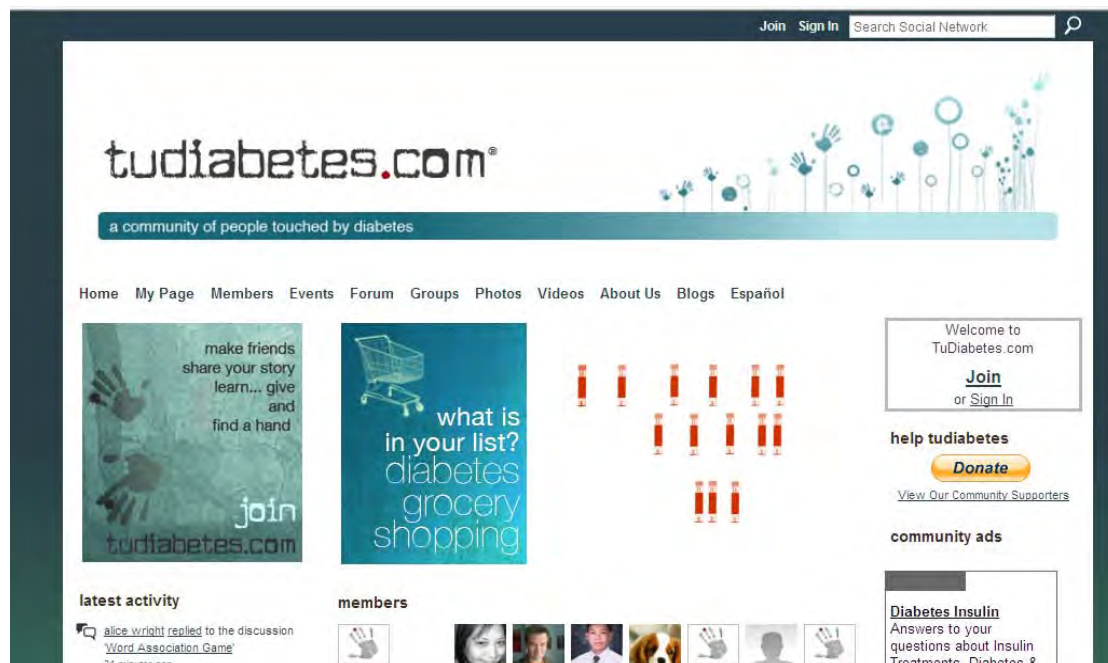 Join Sign In Search Social Network
tudiabetes.com®
a community of people touched by diabetes
Home My Page Members Events Forum Groups Photos Videos About Us Blogs Español
make friends
share your story
learn... give
and
find a hand
join
tudiabetes.com
what is
in your list?
diabetes
grocery
shopping
Welcome to
TuDiabetes.com
Join
or Sign In
help tudiabetes
Donate
View Our Community Supporters
community ads
Diabetes Insulin
Answers to your
questions about Insulin
Treatments, Diabetes &
latest activity
alice wright replied to the discussion
'Word Association Game'
members